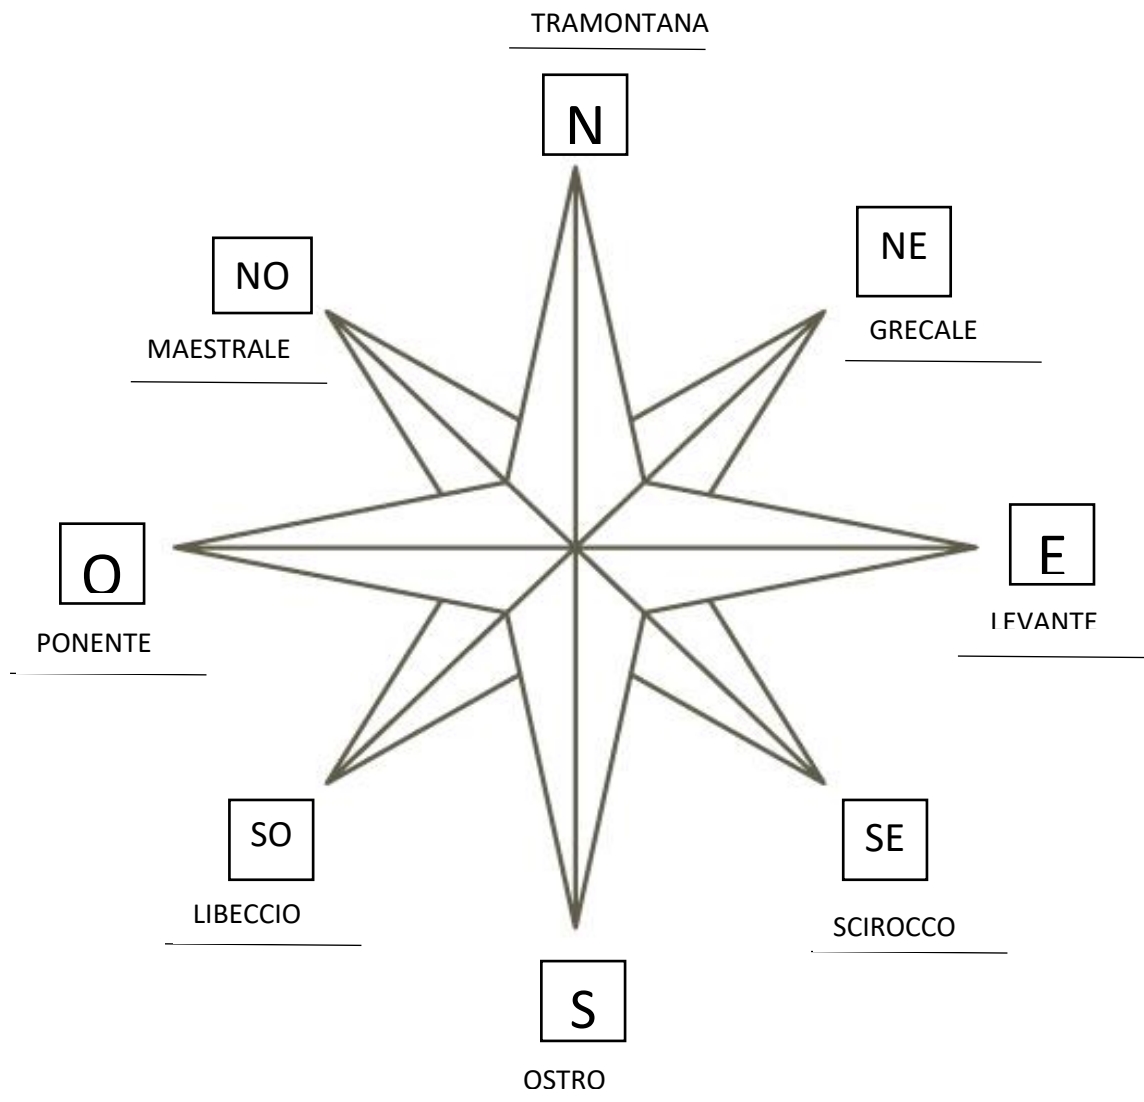 TRAMONTANA
N
NE
NO
GRECALE
MAESTRALE
E
O
LEVANTE
PONENTE
SO
SE
LIBECCIO
SCIROCCO
S
OSTRO